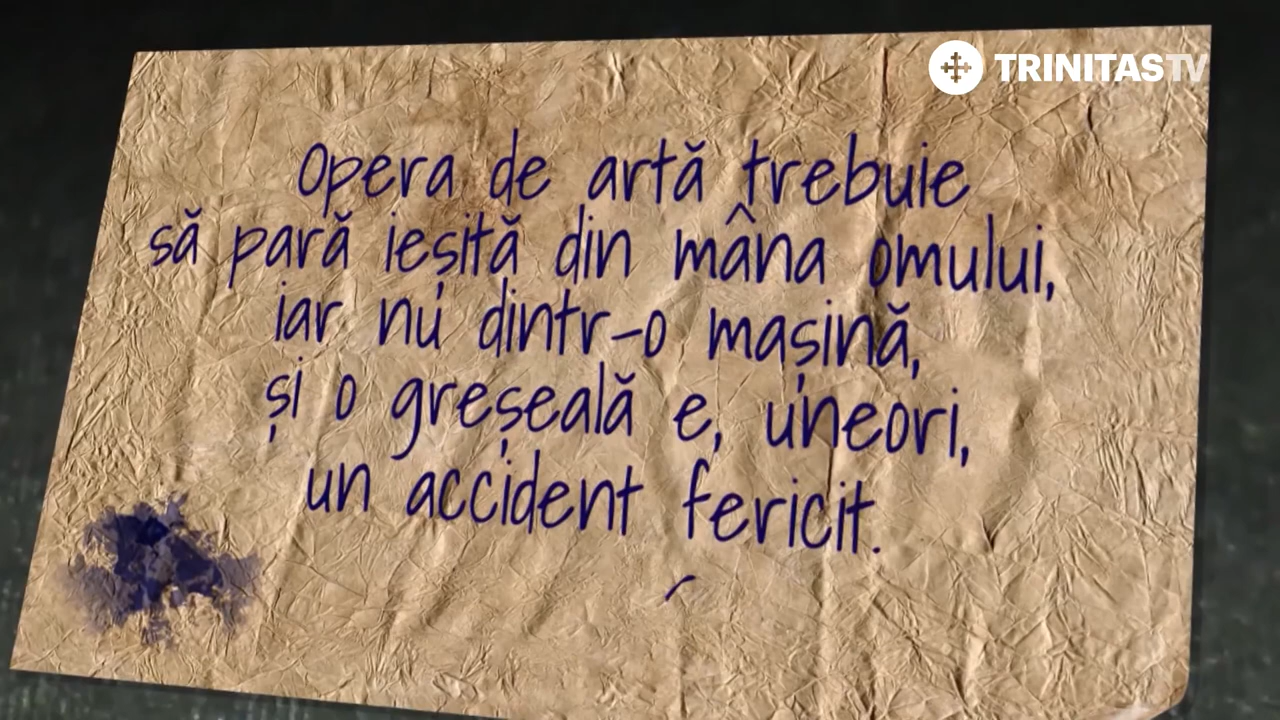 TRINITASTV
Opera de artă trebuie
să pară ieșită din mâna omului,
iar nu dintr-o mașină,
și o greșeală e, uneori,
un accident fericit.